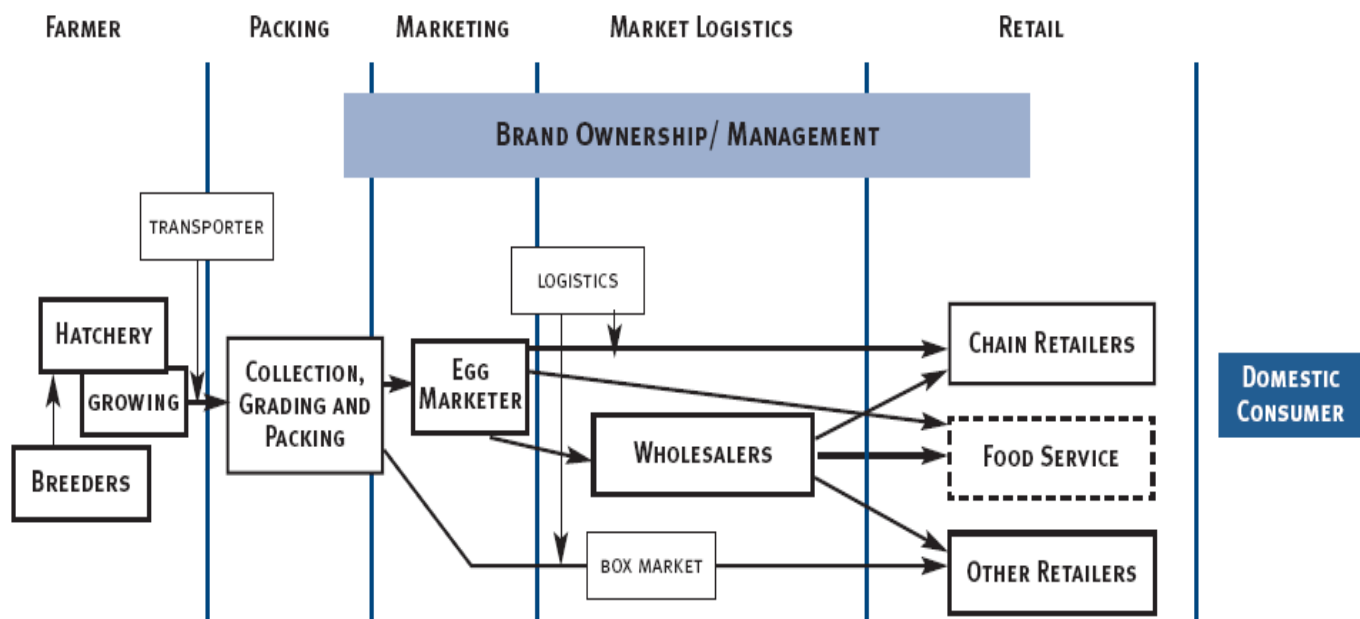 FARMER
PACKING
MARKETING
MARKET LOGISTICS
RETAIL
BRAND OWNERSHIP/ MANAGEMENT
TRANSPORTER
LOGISTICS
HATCHERY
GROWING
BREEDERS
COLLECTION,
GRADING AND
PACKING
EGG
MARKETER
WHOLESALERS
BOX MARKET
CHAIN RETAILERS
FOOD SERVICE
OTHER RETAILERS
DOMESTIC
CONSUMER